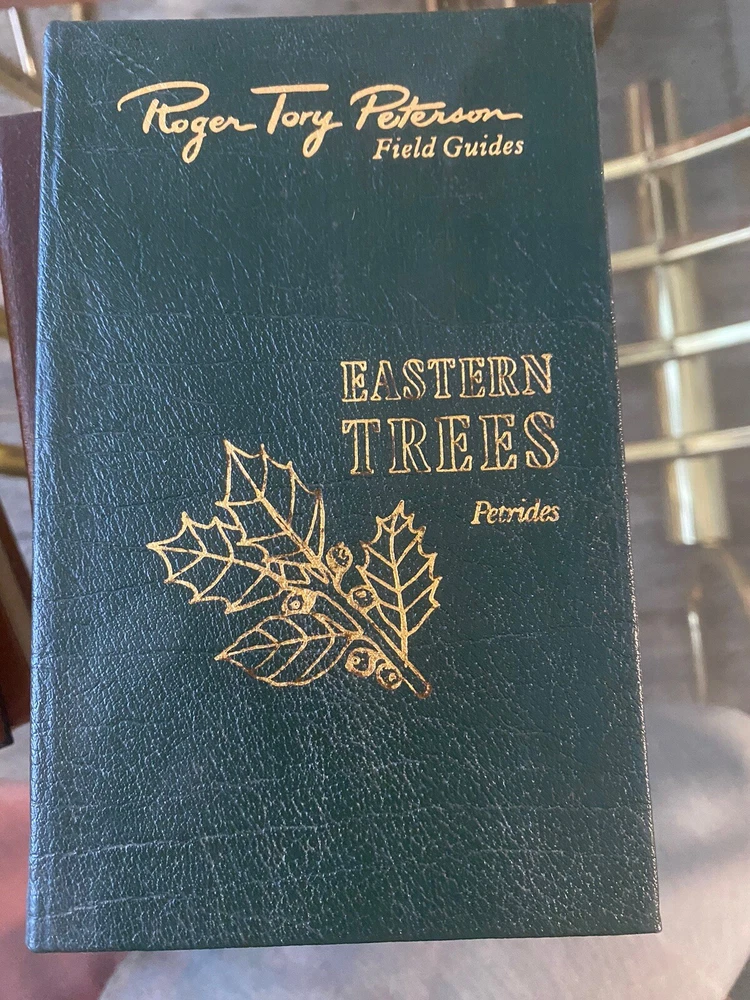 Roger Tory Peterson
Field Guides
EASTERN
TREES
Petrides